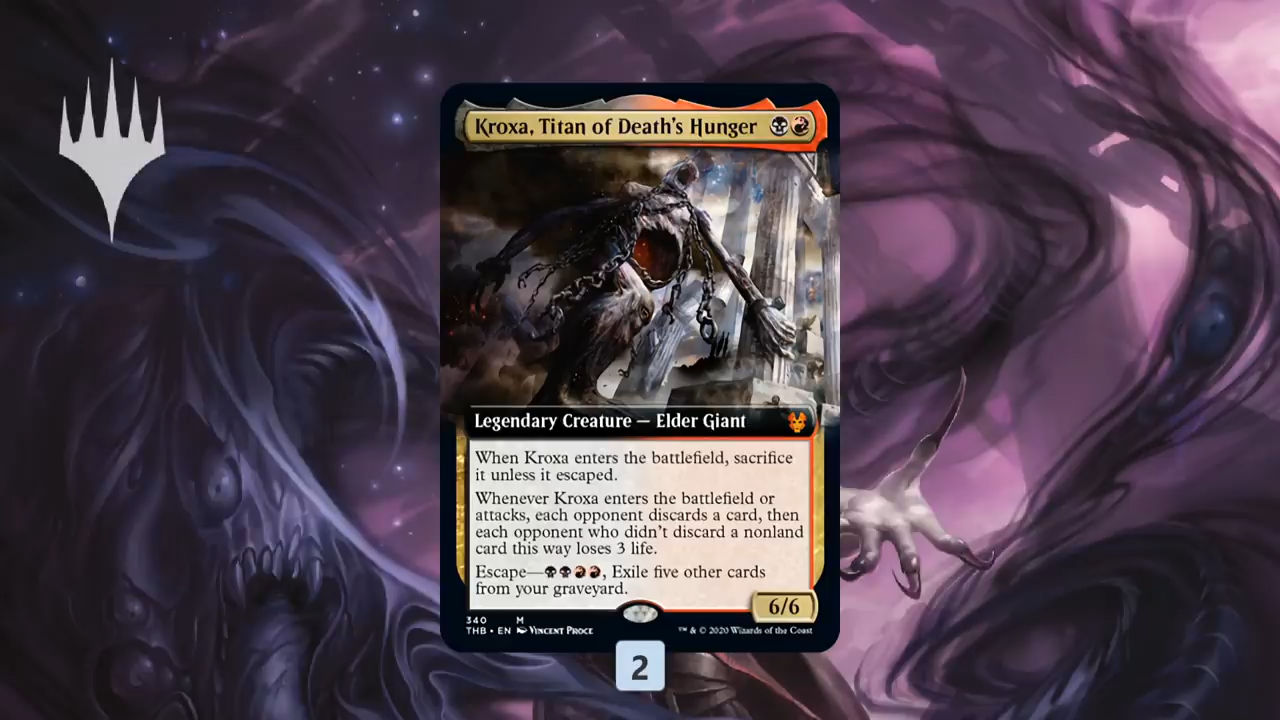 Kroxa, Titan of Death's Hunger
Legendary Creature — Elder Giant
When Kroxa enters the battlefield, sacrifice
it unless it escaped.
Whenever Kroxa enters the battlefield or
attacks, each opponent discards a card, then
each opponent who didn't discard a nonland
card this way loses 3 life.
Escape—, Exile five other cards
from your graveyard.
6/6
340 M
THB • EN Vincent Proce
™ & © 2020 Wizards of the Coast
2